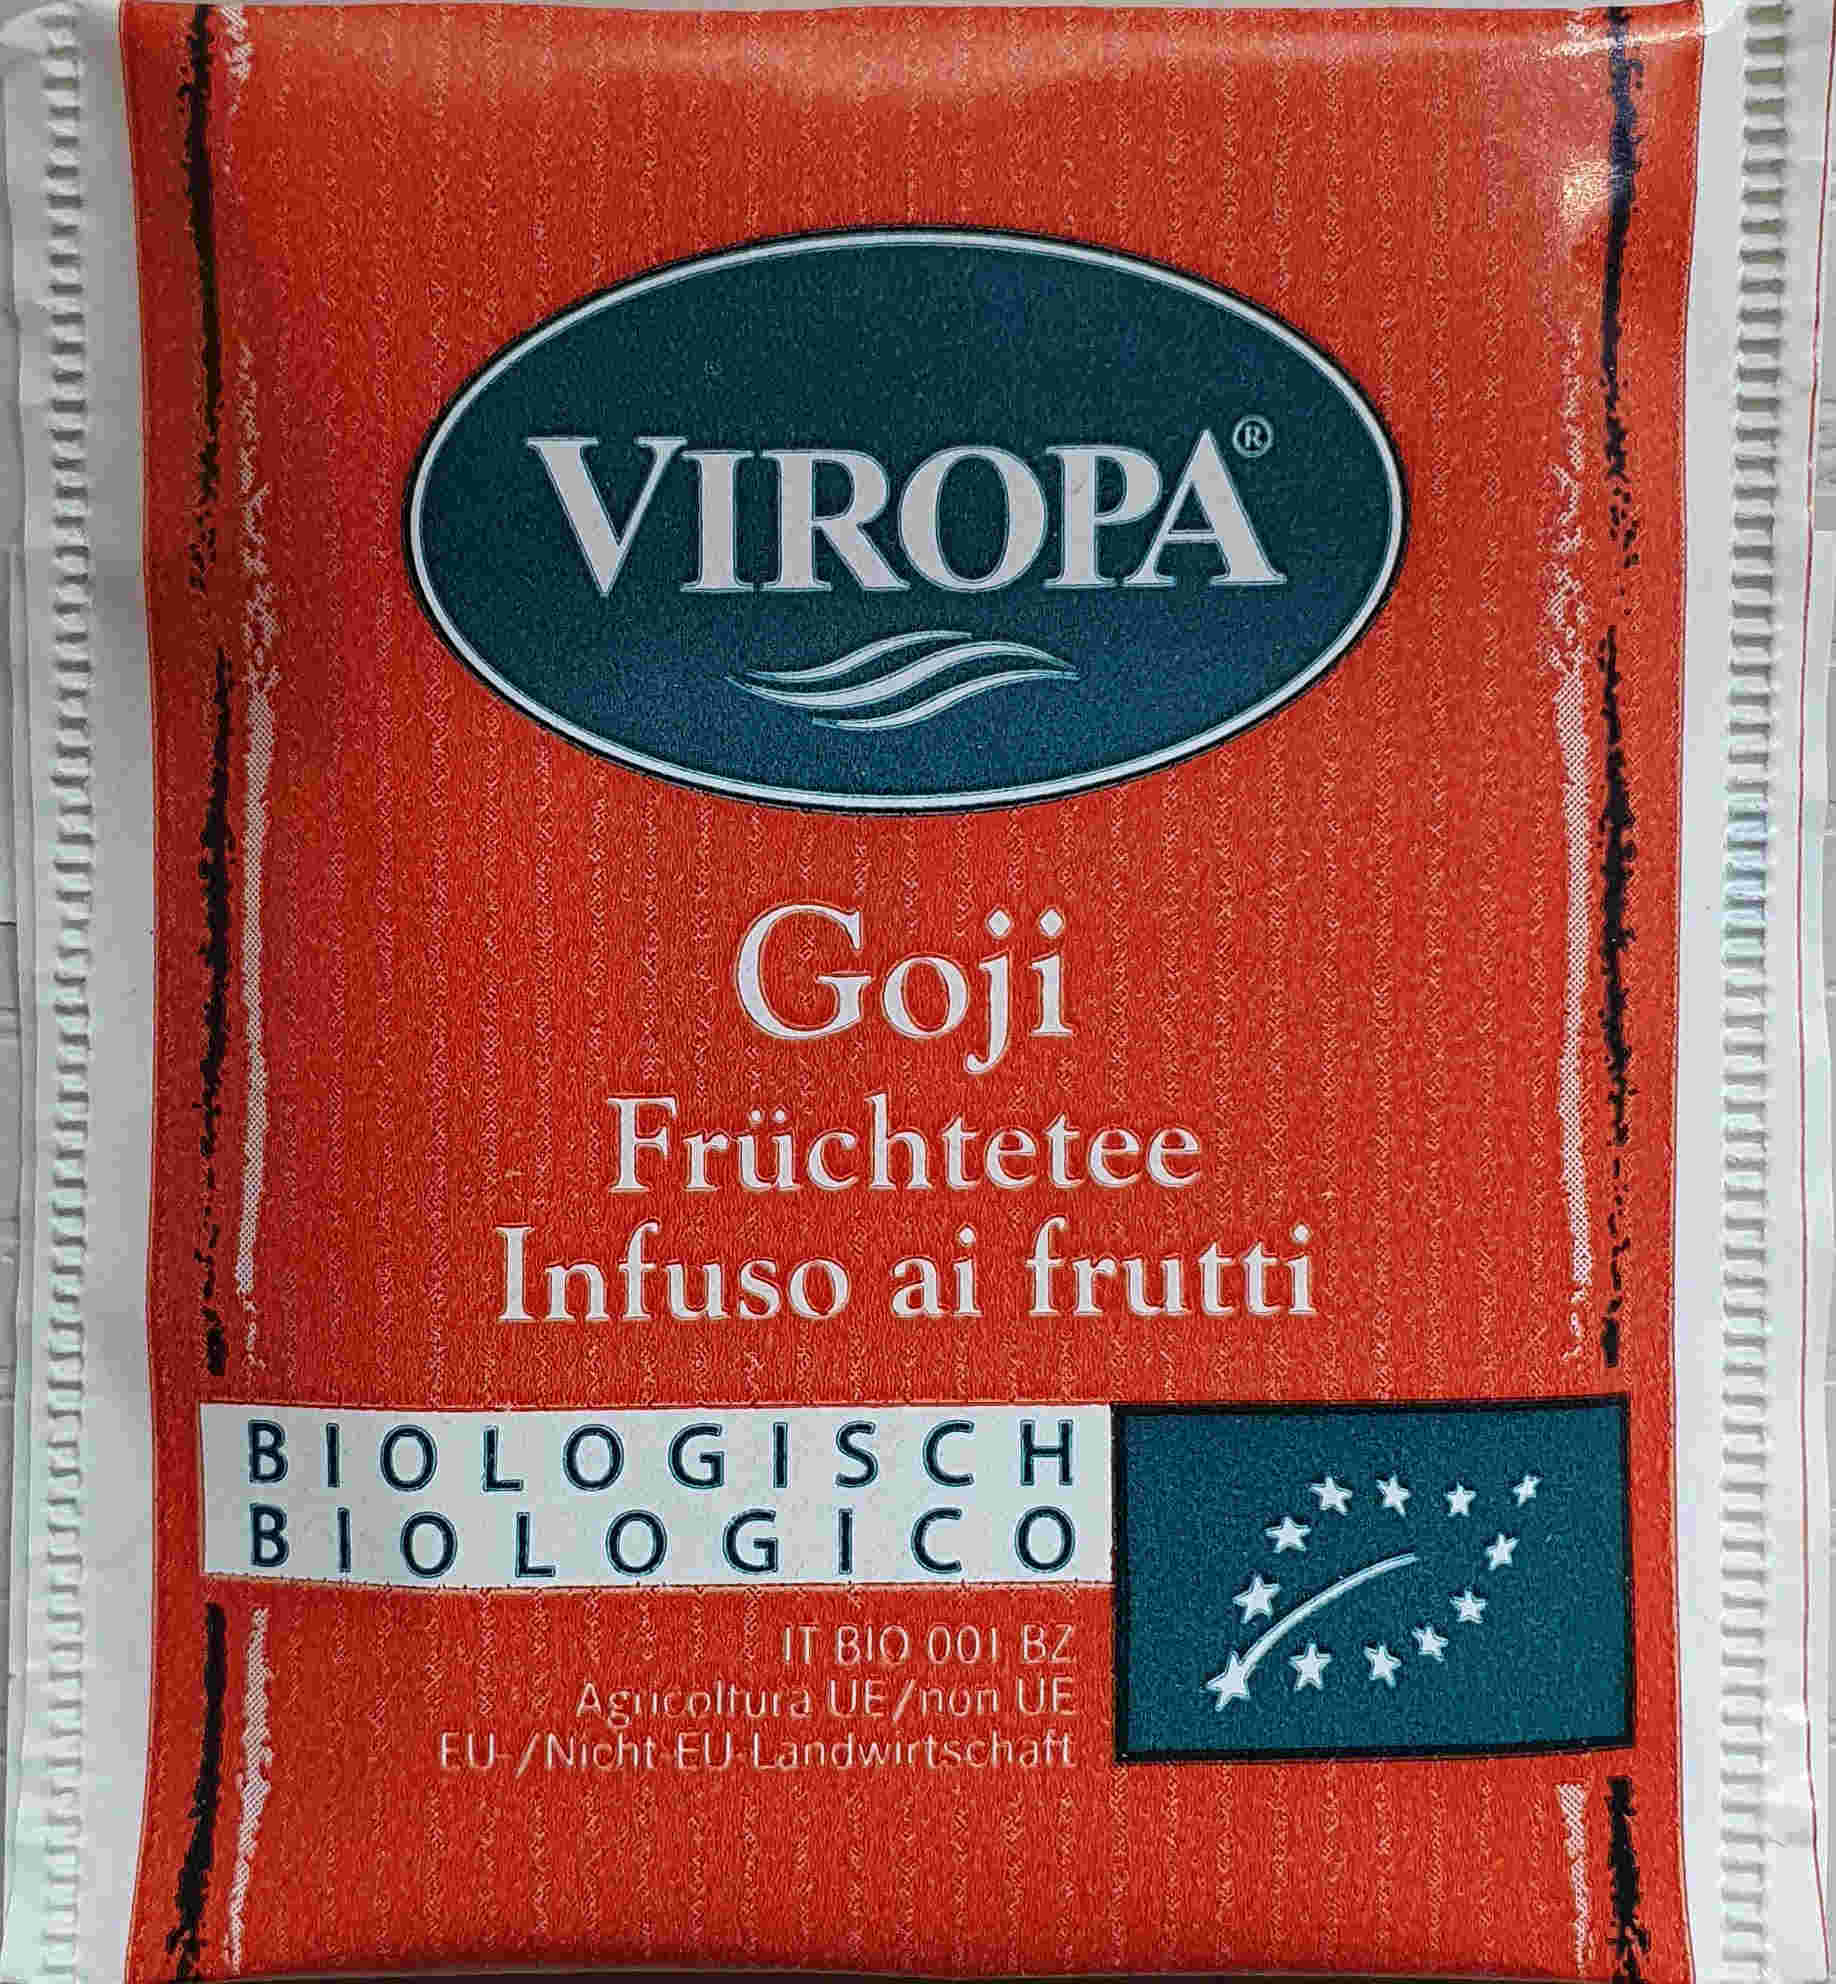 VIROPA®
Goji
Früchtetee
Infuso ai frutti
BIOLOGISCH
BIOLOGICO
IT BIO 001 BZ
Agricoltura UE/non UE
EU-/Nicht-EU-Landwirtschaft